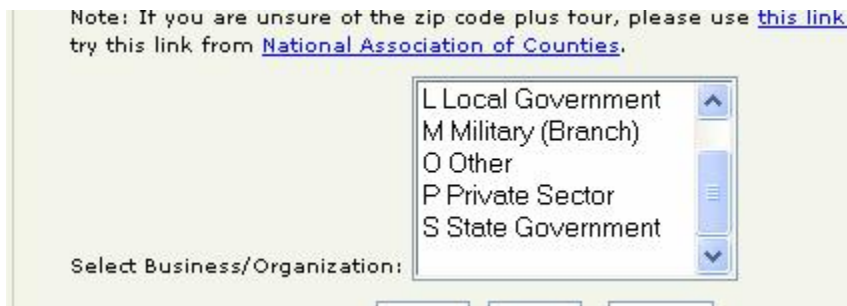 Note: If you are unsure of the zip code plus four, please use this link
try this link from National Association of Counties.
L Local Government
M Military (Branch)
O Other
P Private Sector
S State Government
Select Business/Organization: